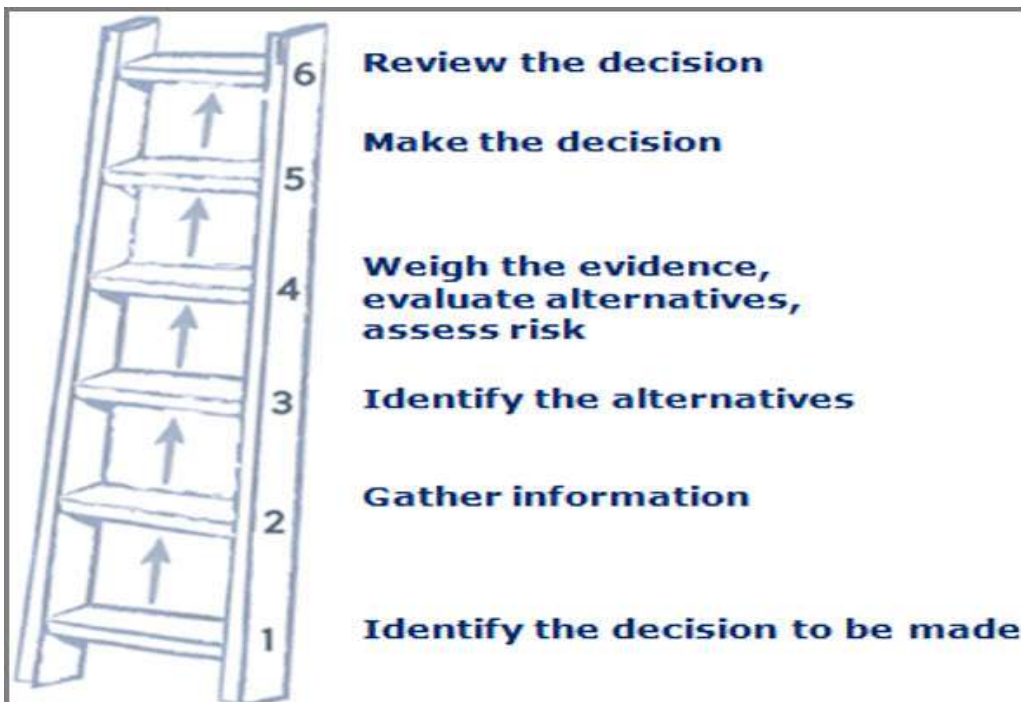 6 Review the decision
Make the decision
5
Weigh the evidence,
4 evaluate alternatives,
assess risk
3 Identify the alternatives
Gather information
2
1 Identify the decision to be made